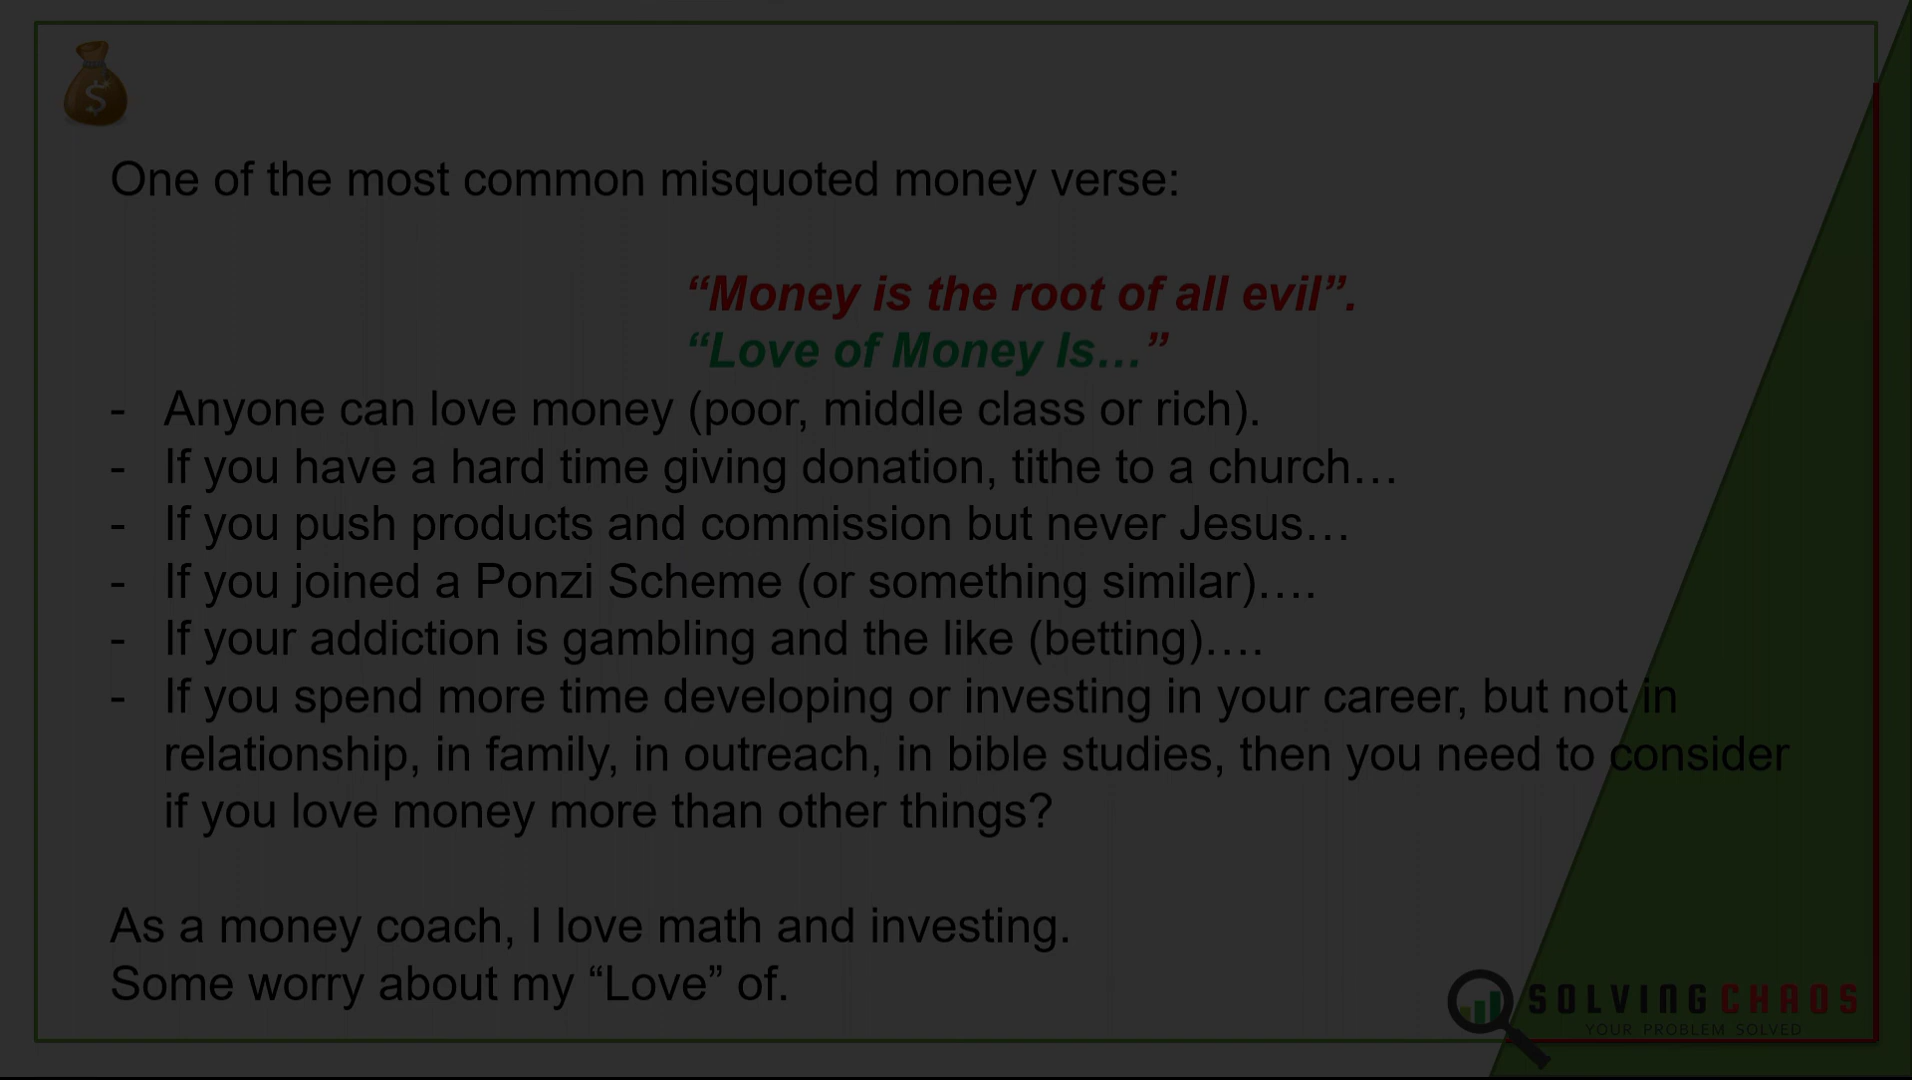 $
One of the most common misquoted money verse:
“Money is the root of all evil”.
“Love of Money Is…”
- Anyone can love money (poor, middle class or rich).
- If you have a hard time giving donation, tithe to a church…
- If you push products and commission but never Jesus…
- If you joined a Ponzi Scheme (or something similar)….
- If your addiction is gambling and the like (betting)….
- If you spend more time developing or investing in your career, but not in
relationship, in family, in outreach, in bible studies, then you need to consider
if you love money more than other things?
As a money coach, I love math and investing.
Some worry about my “Love” of.
SOLVINGCHAOS
YOUR PROBLEM SOLVED